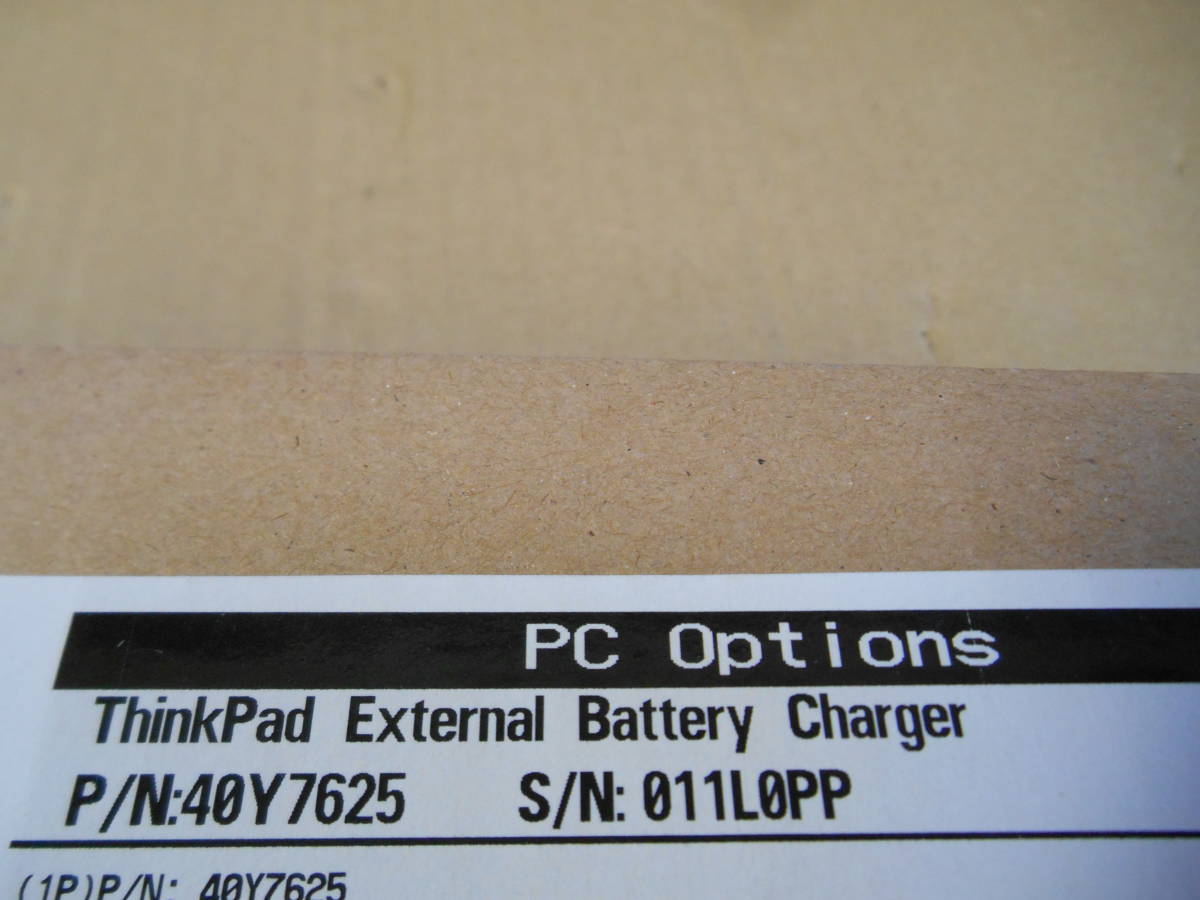 PC Options
ThinkPad External Battery Charger
P/N:40Y7625 S/N: 011L0PP
(1P)P/N: 40Y7625